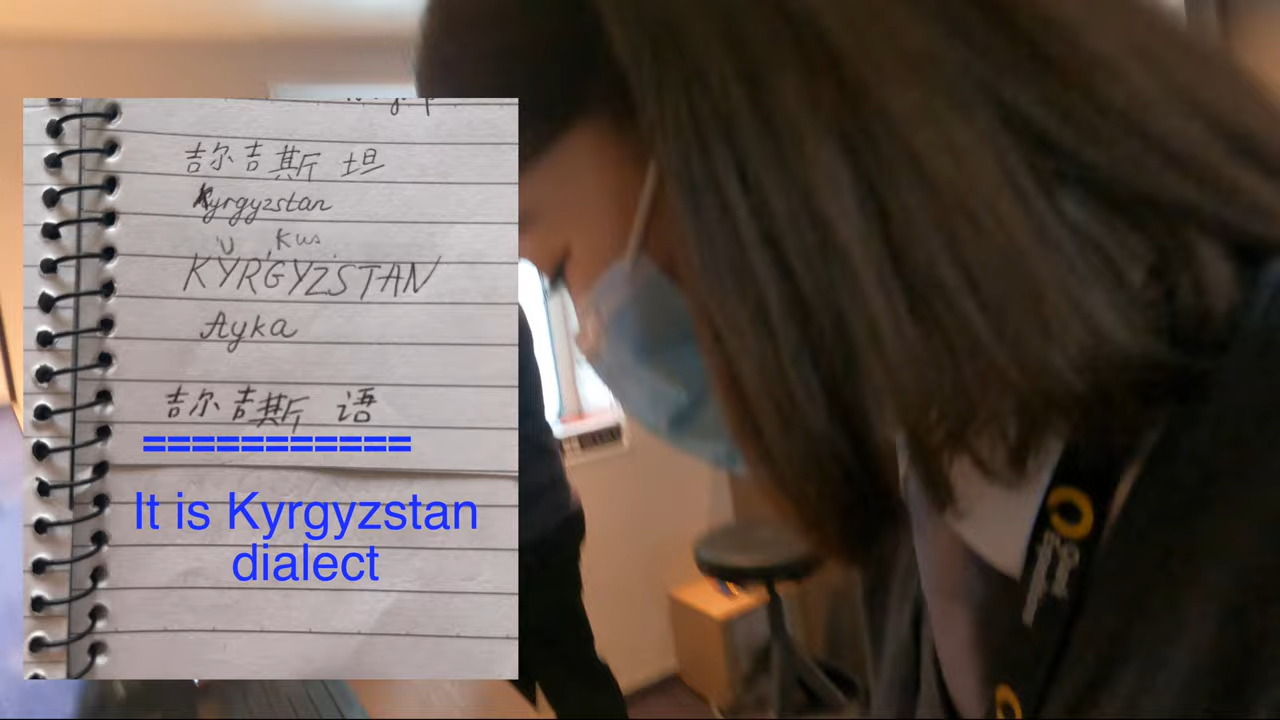 吉尔吉斯 坦
Kyrgyzstan
Kus
KYRGYZSTAN
Ayka
吉尔吉斯 语
===========
It is Kyrgyzstan
dialect